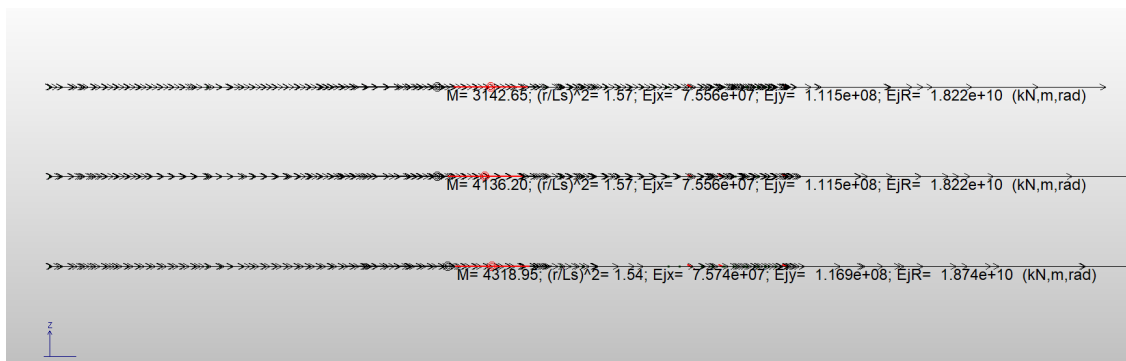 M= 3142.65; (r/Ls)^2= 1.57; Ejx= 7.556e+07; Ejy= 1.115e+08; EjR= 1.822e+10 (kN,m,rad)
M= 4136.20; (r/Ls)^2= 1.57; Ejx= 7.556e+07; Ejy= 1.115e+08; EjR= 1.822e+10 (kN,m,rad)
M= 4318.95; (r/Ls)^2= 1.54; Ejx= 7.574e+07; Ejy= 1.169e+08; EjR= 1.874e+10 (kN,m,rad)
z